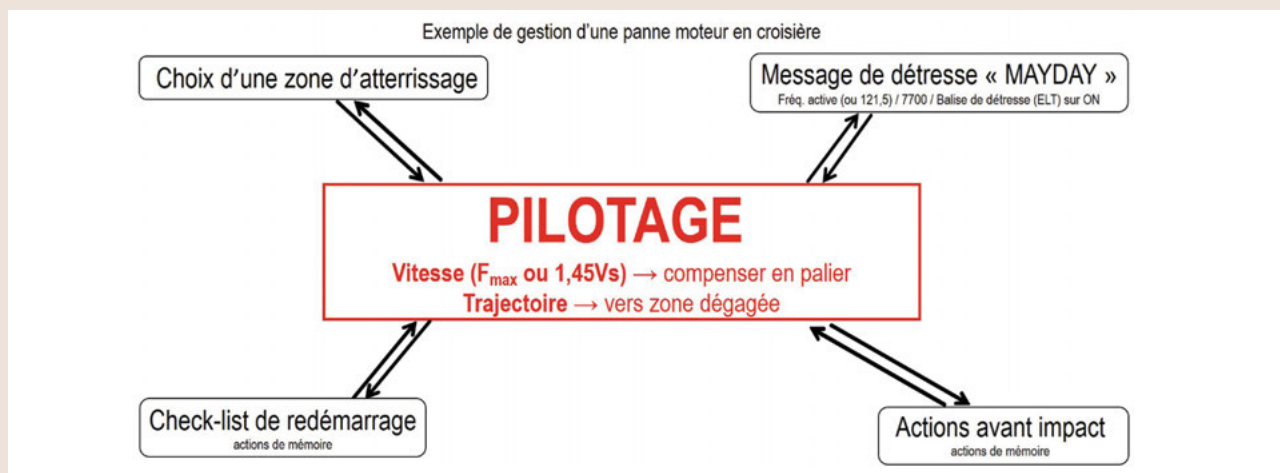 Exemple de gestion d'une panne moteur en croisière
Choix d'une zone d'atterrissage
Message de détresse « MAYDAY »
Fréq. active (ou 121,5) / 7700 / Balise de détresse (ELT) sur ON
PILOTAGE
Vitesse (Fmax ou 1,45Vs) → compenser en palier
Trajectoire → vers zone dégagée
Check-list de redémarrage
actions de mémoire
Actions avant impact
actions de mémoire